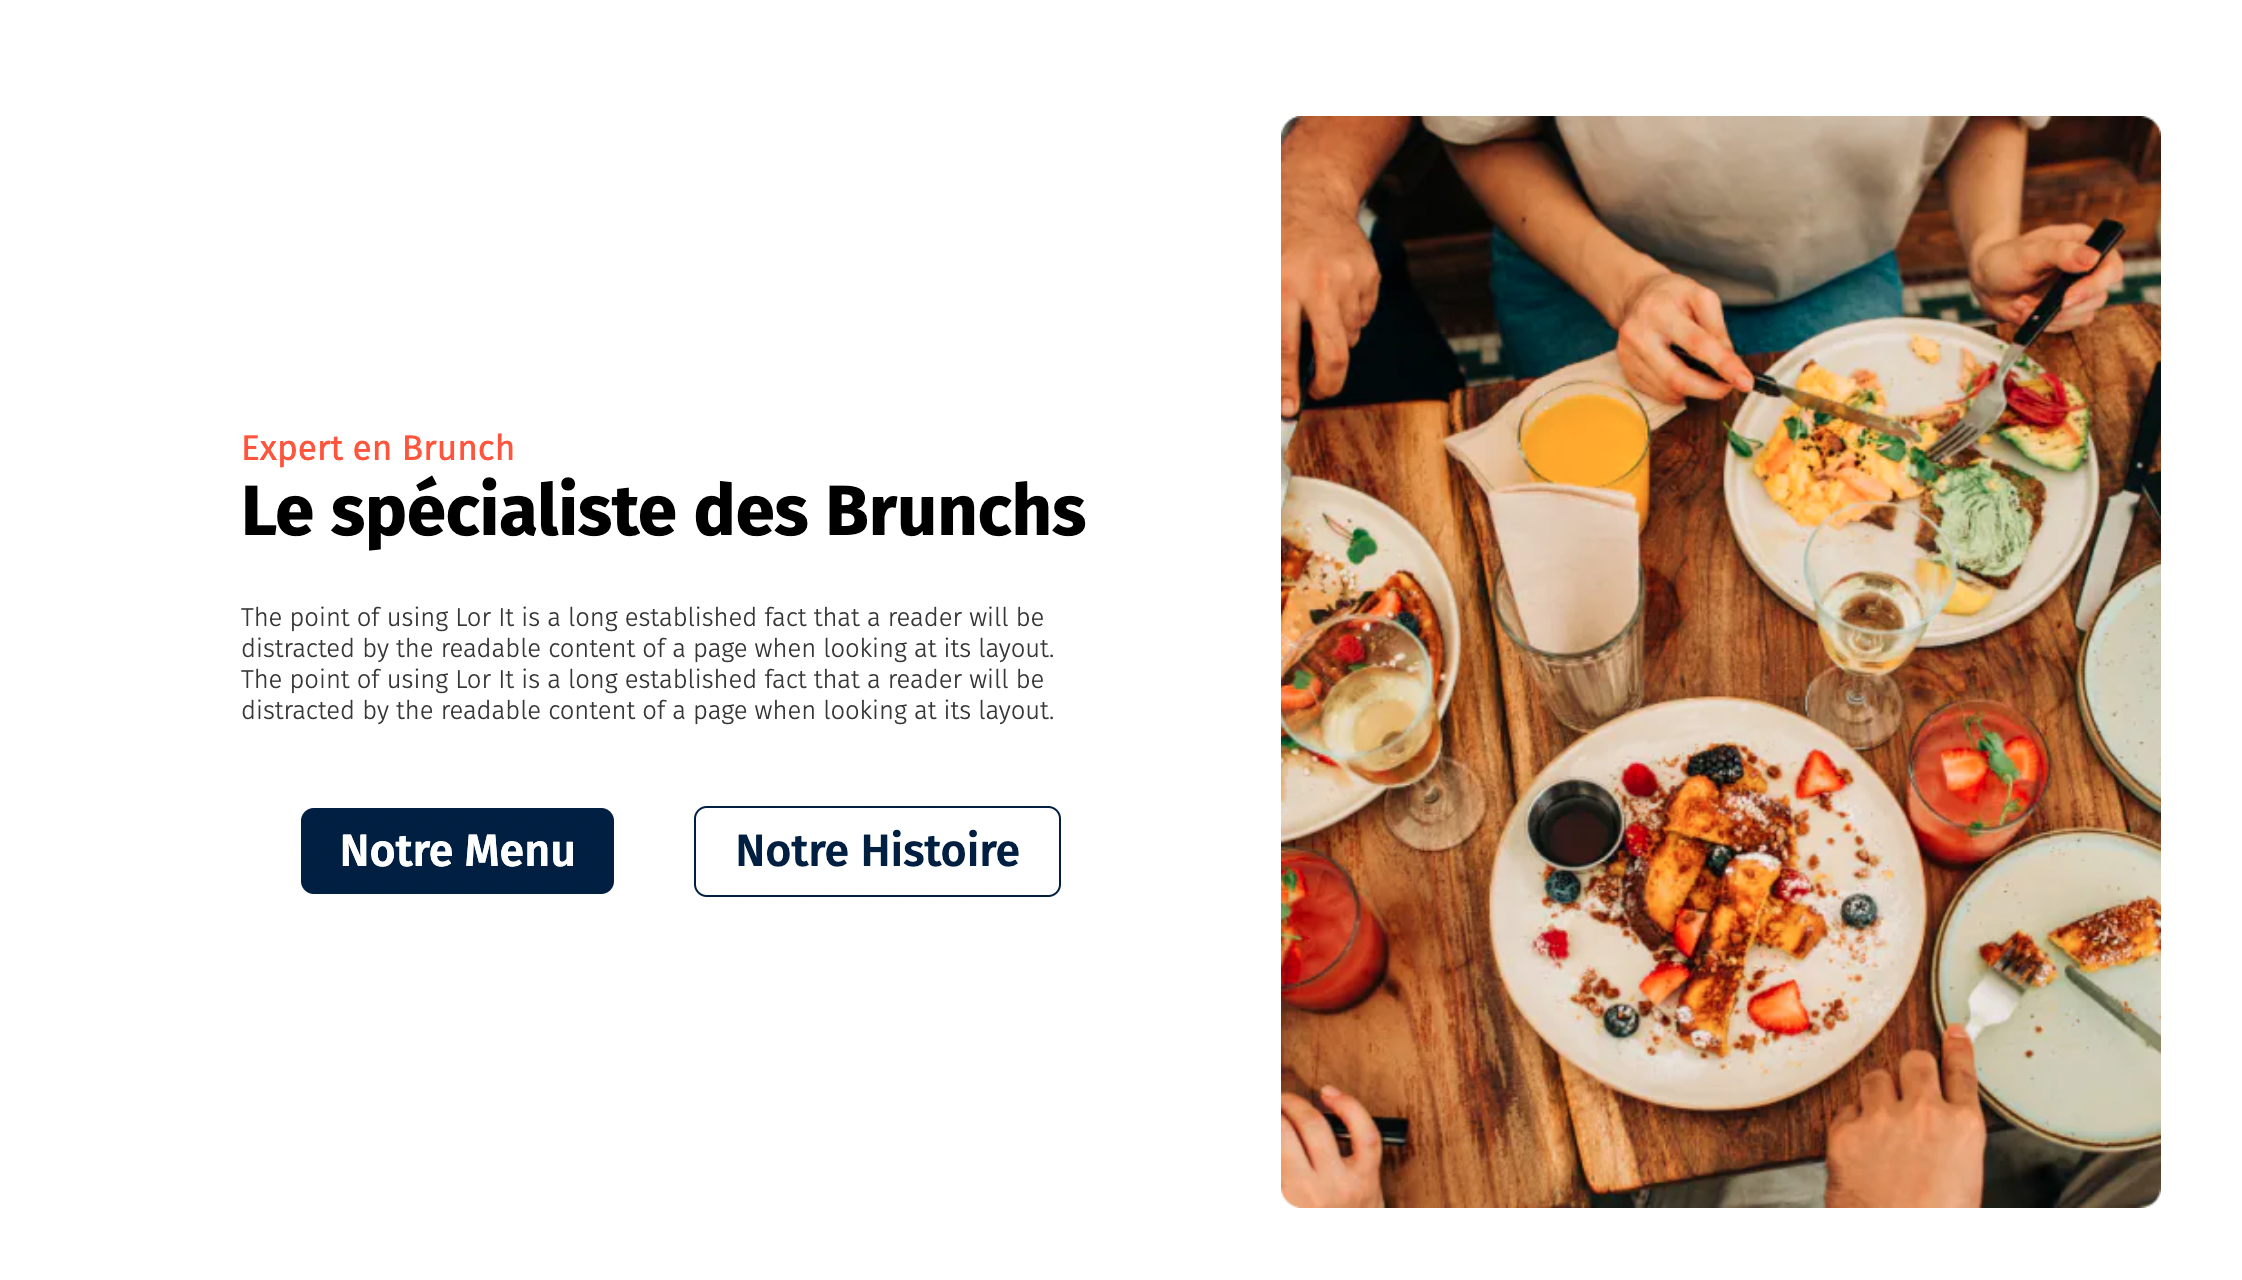 Expert en Brunch
Le spécialiste des Brunchs
The point of using Lor It is a long established fact that a reader will be
distracted by the readable content of a page when looking at its layout.
The point of using Lor It is a long established fact that a reader will be
distracted by the readable content of a page when looking at its layout.
Notre Menu
Notre Histoire